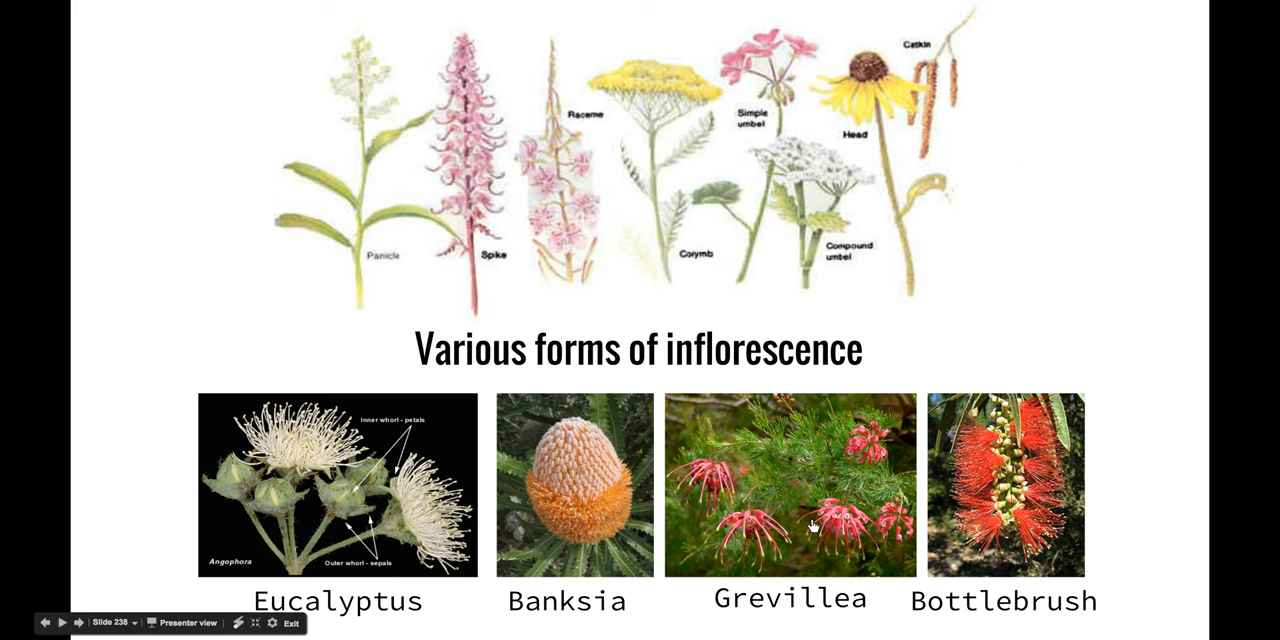 Catkin
Raceme
Simple
umbel
Head
Panicle
Spike
Corymb
Compound
umbel
Various forms of inflorescence
Inner whorl - petals
Angophora
Outer whorl - sepals
Eucalyptus
Banksia
Grevillea
Bottlebrush
Slide 238
Presenter view
Exit